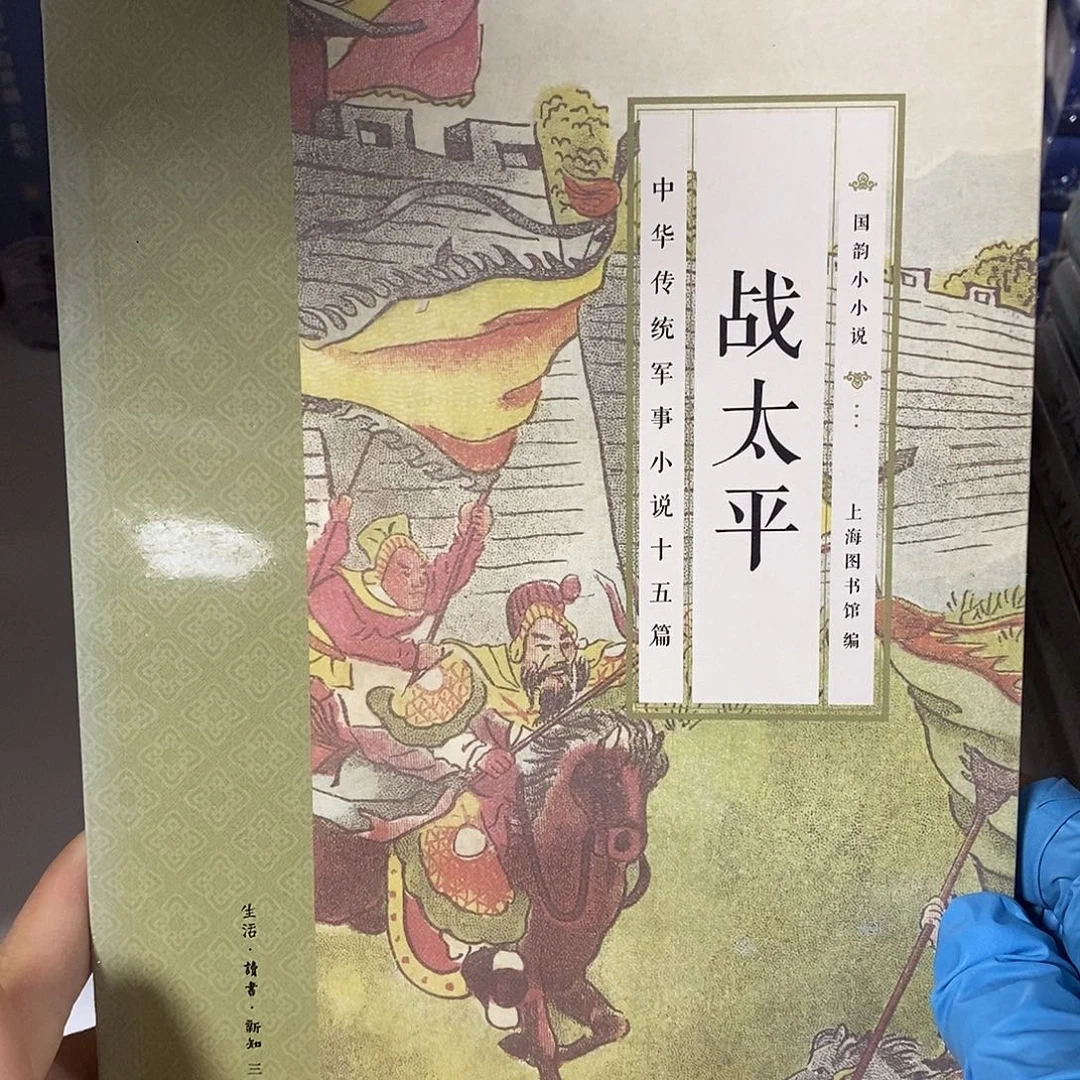 国韵小小说
上海图书馆 编
战太平
中华传统军事小说十五篇
生活·讀書·新知 三